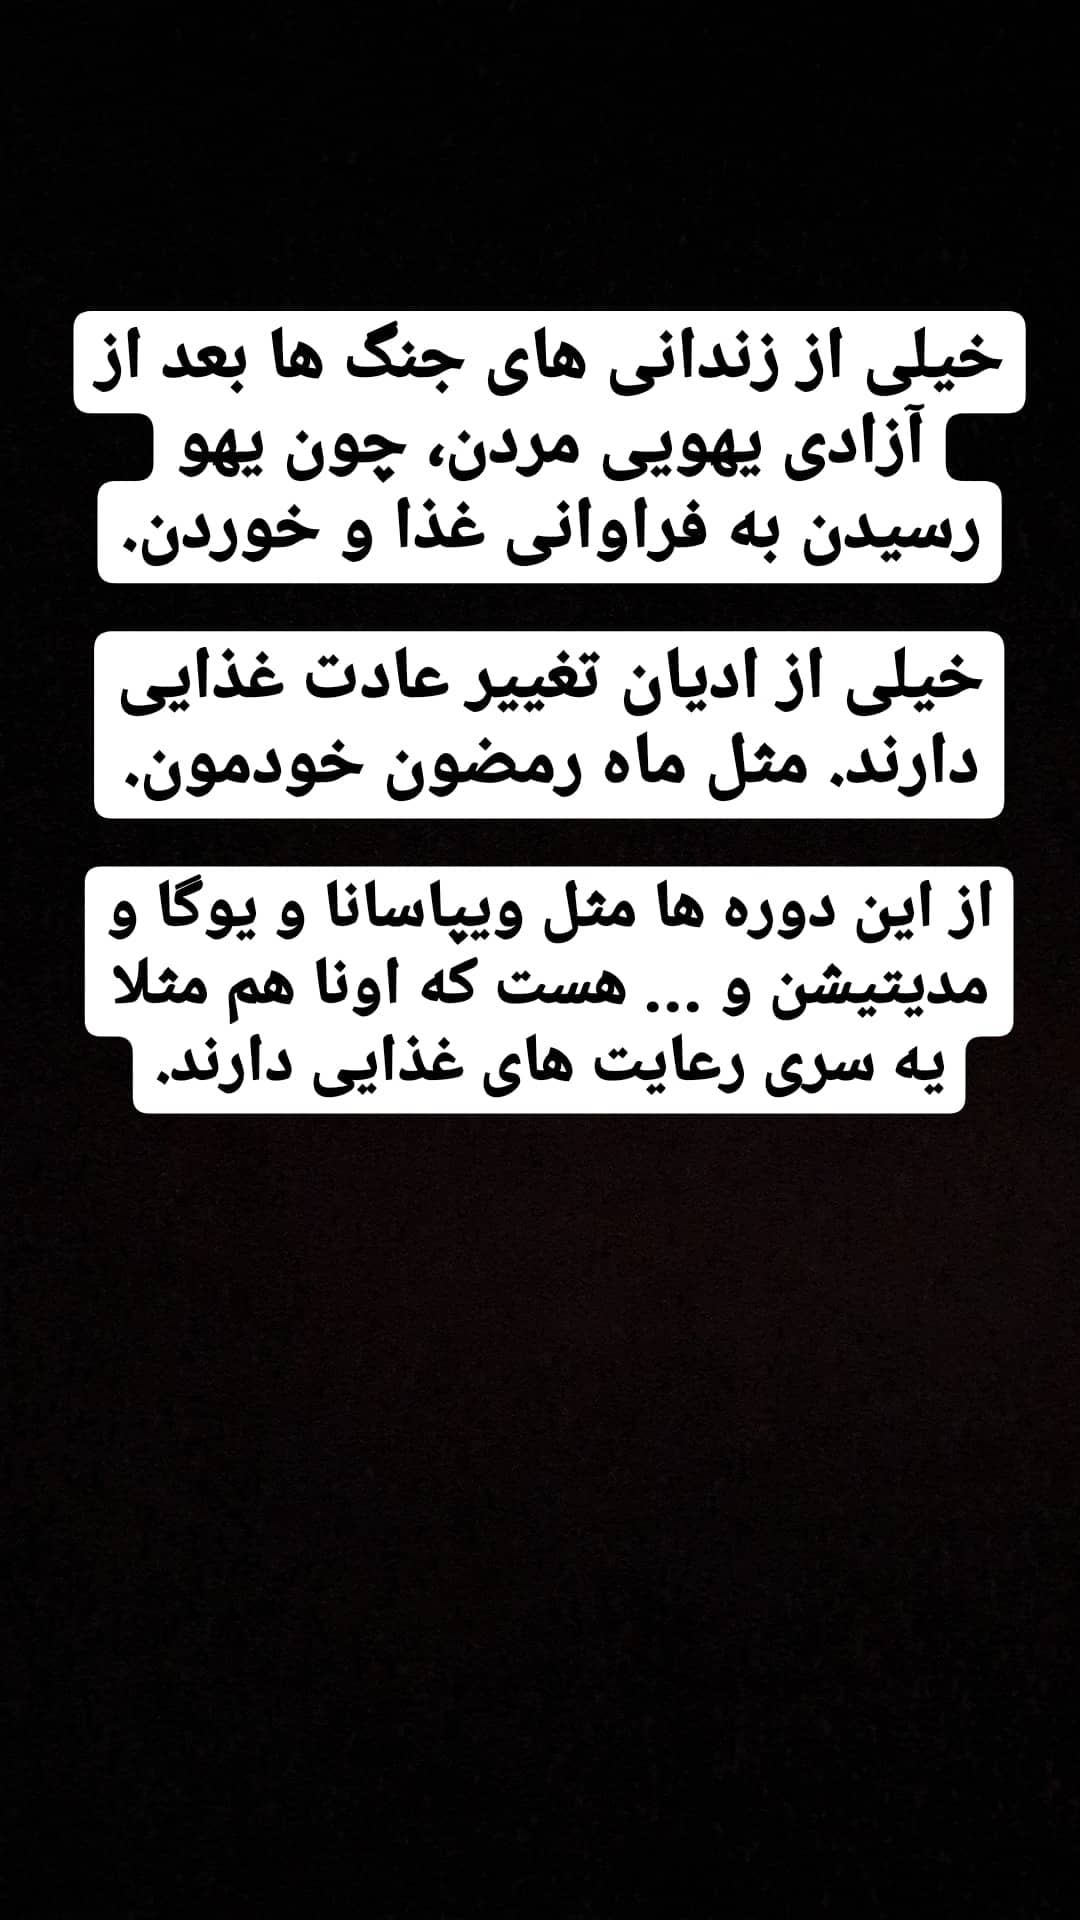 خیلی از زندانی های جنگ ها بعد از
آزادی یهویی مردن، چون یهو
رسیدن به فراوانی غذا و خوردن.
خیلی از ادیان تغییر عادت غذایی
دارند. مثل ماه رمضون خودمون.
از این دوره ها مثل ویپاسانا و یوگا و
مدیتیشن و ... هست که اونا هم مثلا
یه سری رعایت های غذایی دارند.